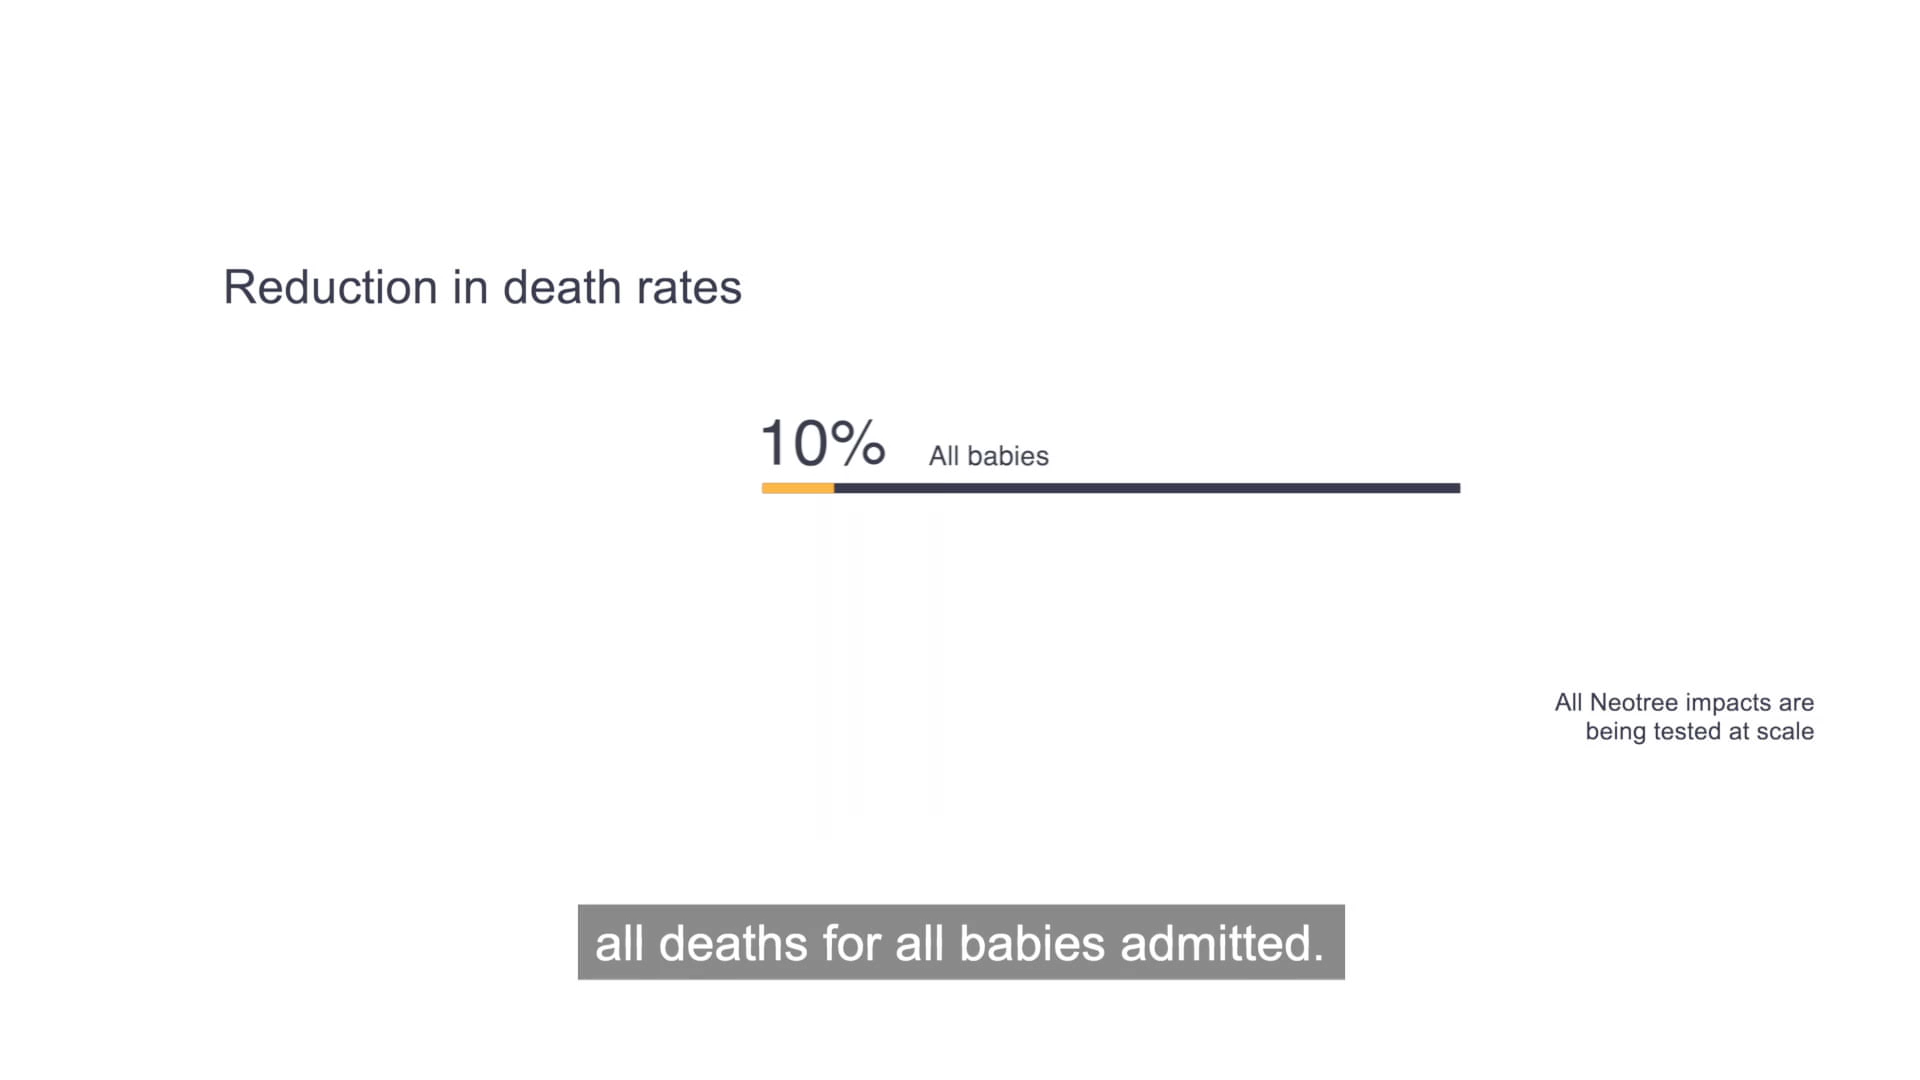 Reduction in death rates
10% All babies
All Neotree impacts are
being tested at scale
all deaths for all babies admitted.